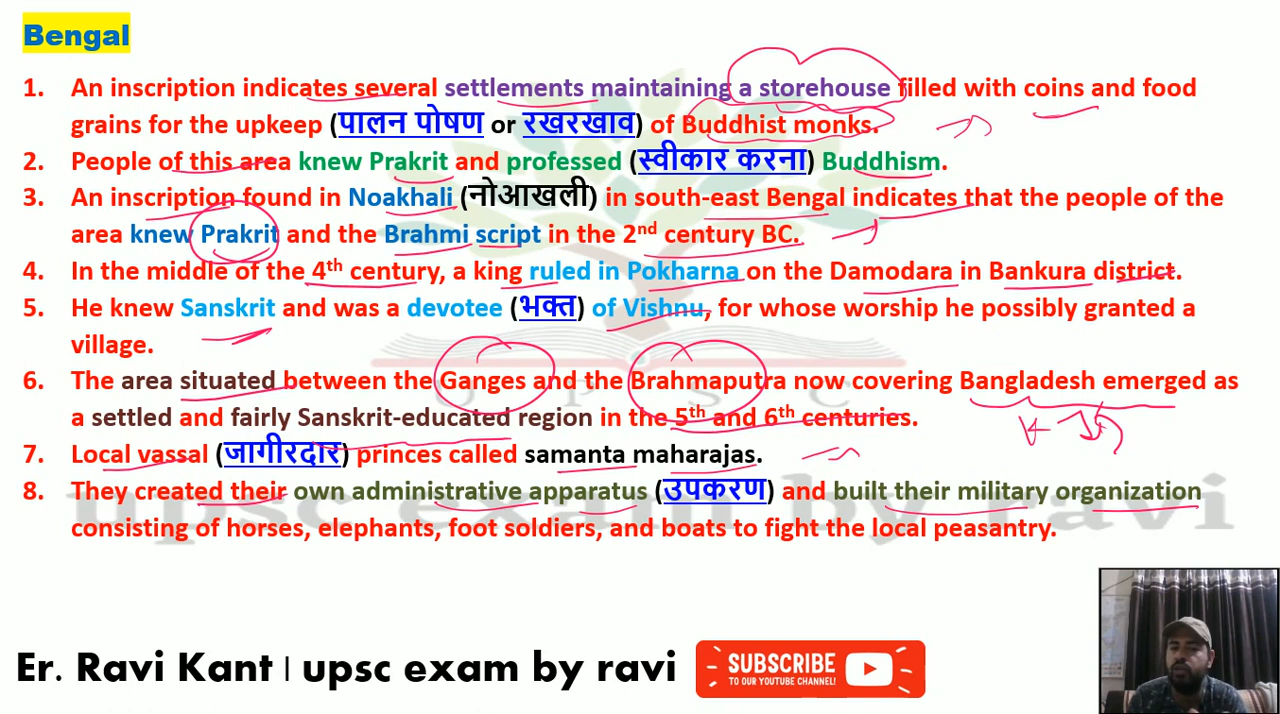 Bengal
1. An inscription indicates several settlements maintaining a storehouse filled with coins and food
grains for the upkeep (पालन पोषण or रखरखाव) of Buddhist monks.
2. People of this area knew Prakrit and professed (स्वीकार करना) Buddhism.
3. An inscription found in Noakhali (नोआखली) in south-east Bengal indicates that the people of the
area knew Prakrit and the Brahmi script in the 2nd century BC.
4. In the middle of the 4th century, a king ruled in Pokharna on the Damodara in Bankura district.
5. He knew Sanskrit and was a devotee (भक्त) of Vishnu, for whose worship he possibly granted a
village.
6. The area situated between the Ganges and the Brahmaputra now covering Bangladesh emerged as
a settled and fairly Sanskrit-educated region in the 5th and 6th centuries.
7. Local vassal (जागीरदार) princes called samanta maharajas.
8. They created their own administrative apparatus (उपकरण) and built their military organization
consisting of horses, elephants, foot soldiers, and boats to fight the local peasantry.
UPSC
upsc exam by ravi
Er. Ravi Kant | upsc exam by ravi
SUBSCRIBE
TO OUR YOUTUBE CHANNEL!